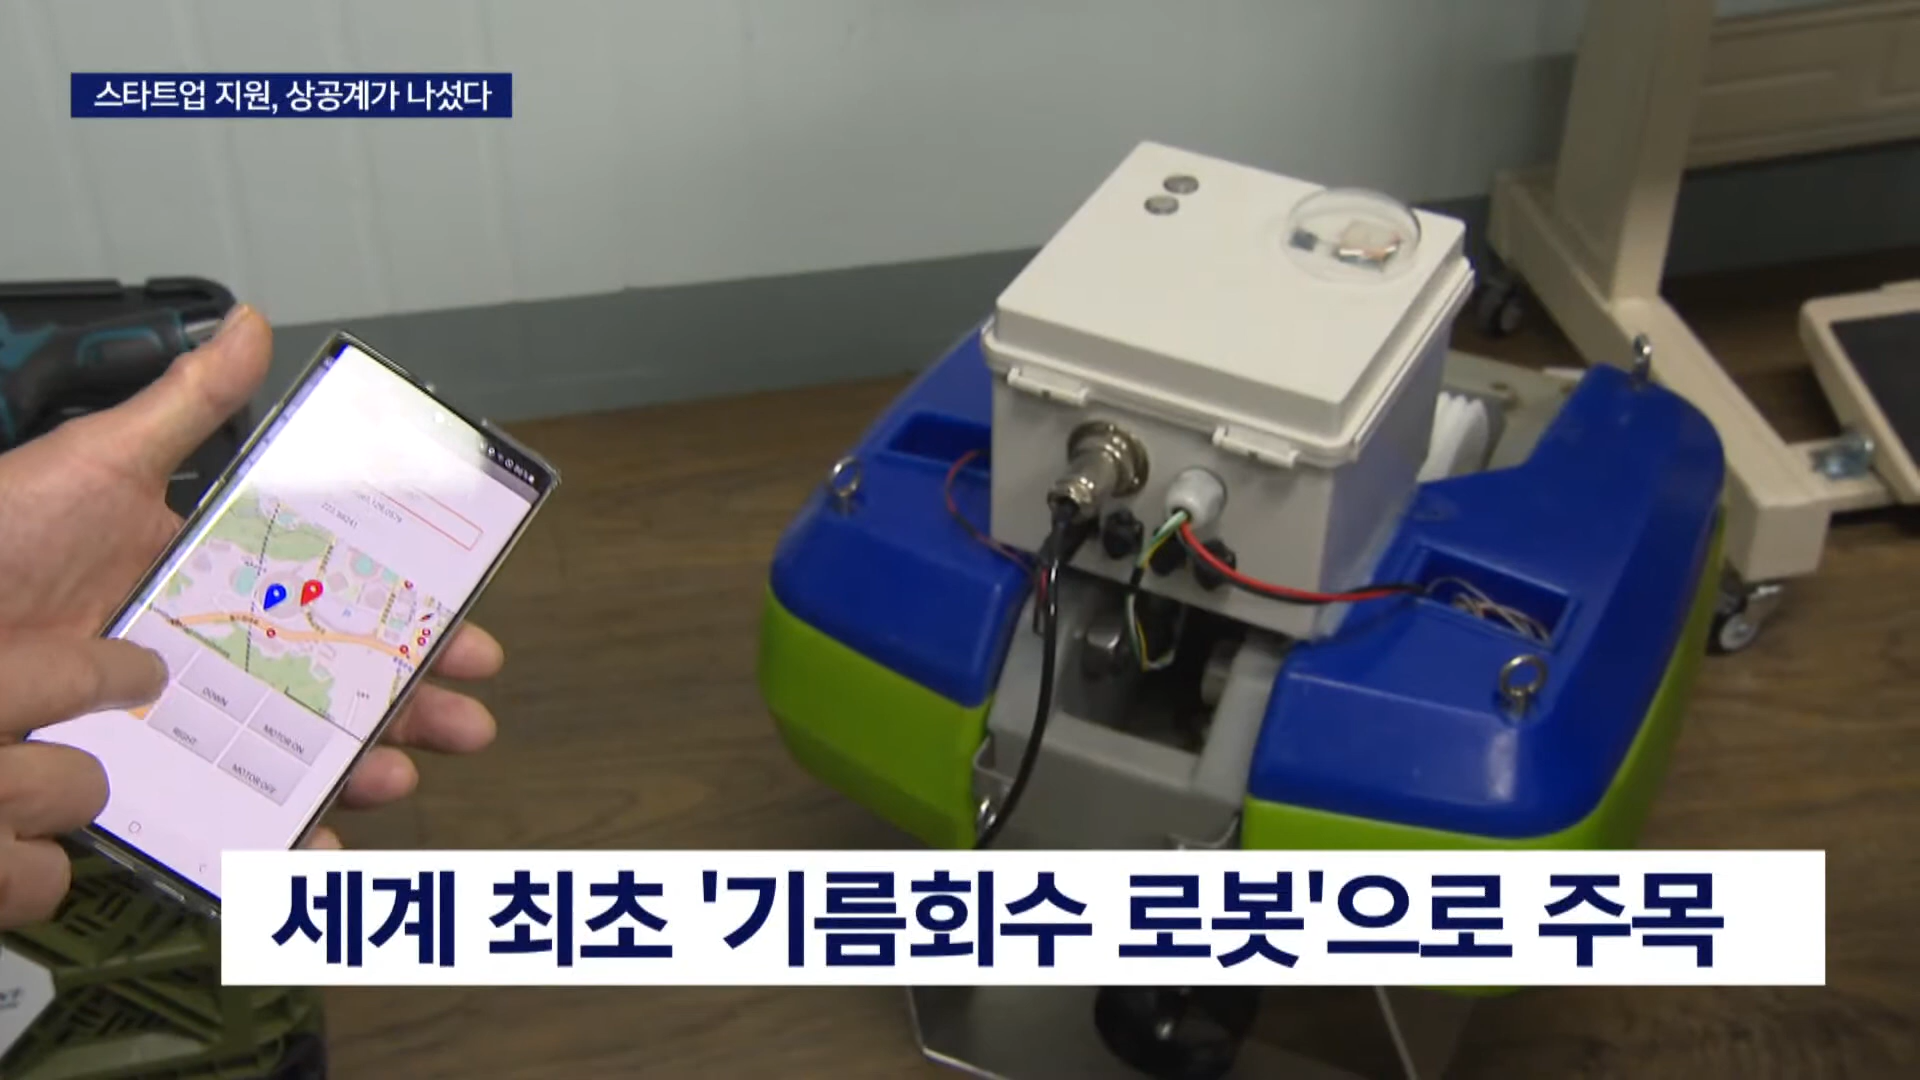 스타트업 지원, 상공계가 나섰다
DOWN
RIGHT
MOTOR ON
MOTOR OFF
세계 최초 '기름회수 로봇'으로 주목